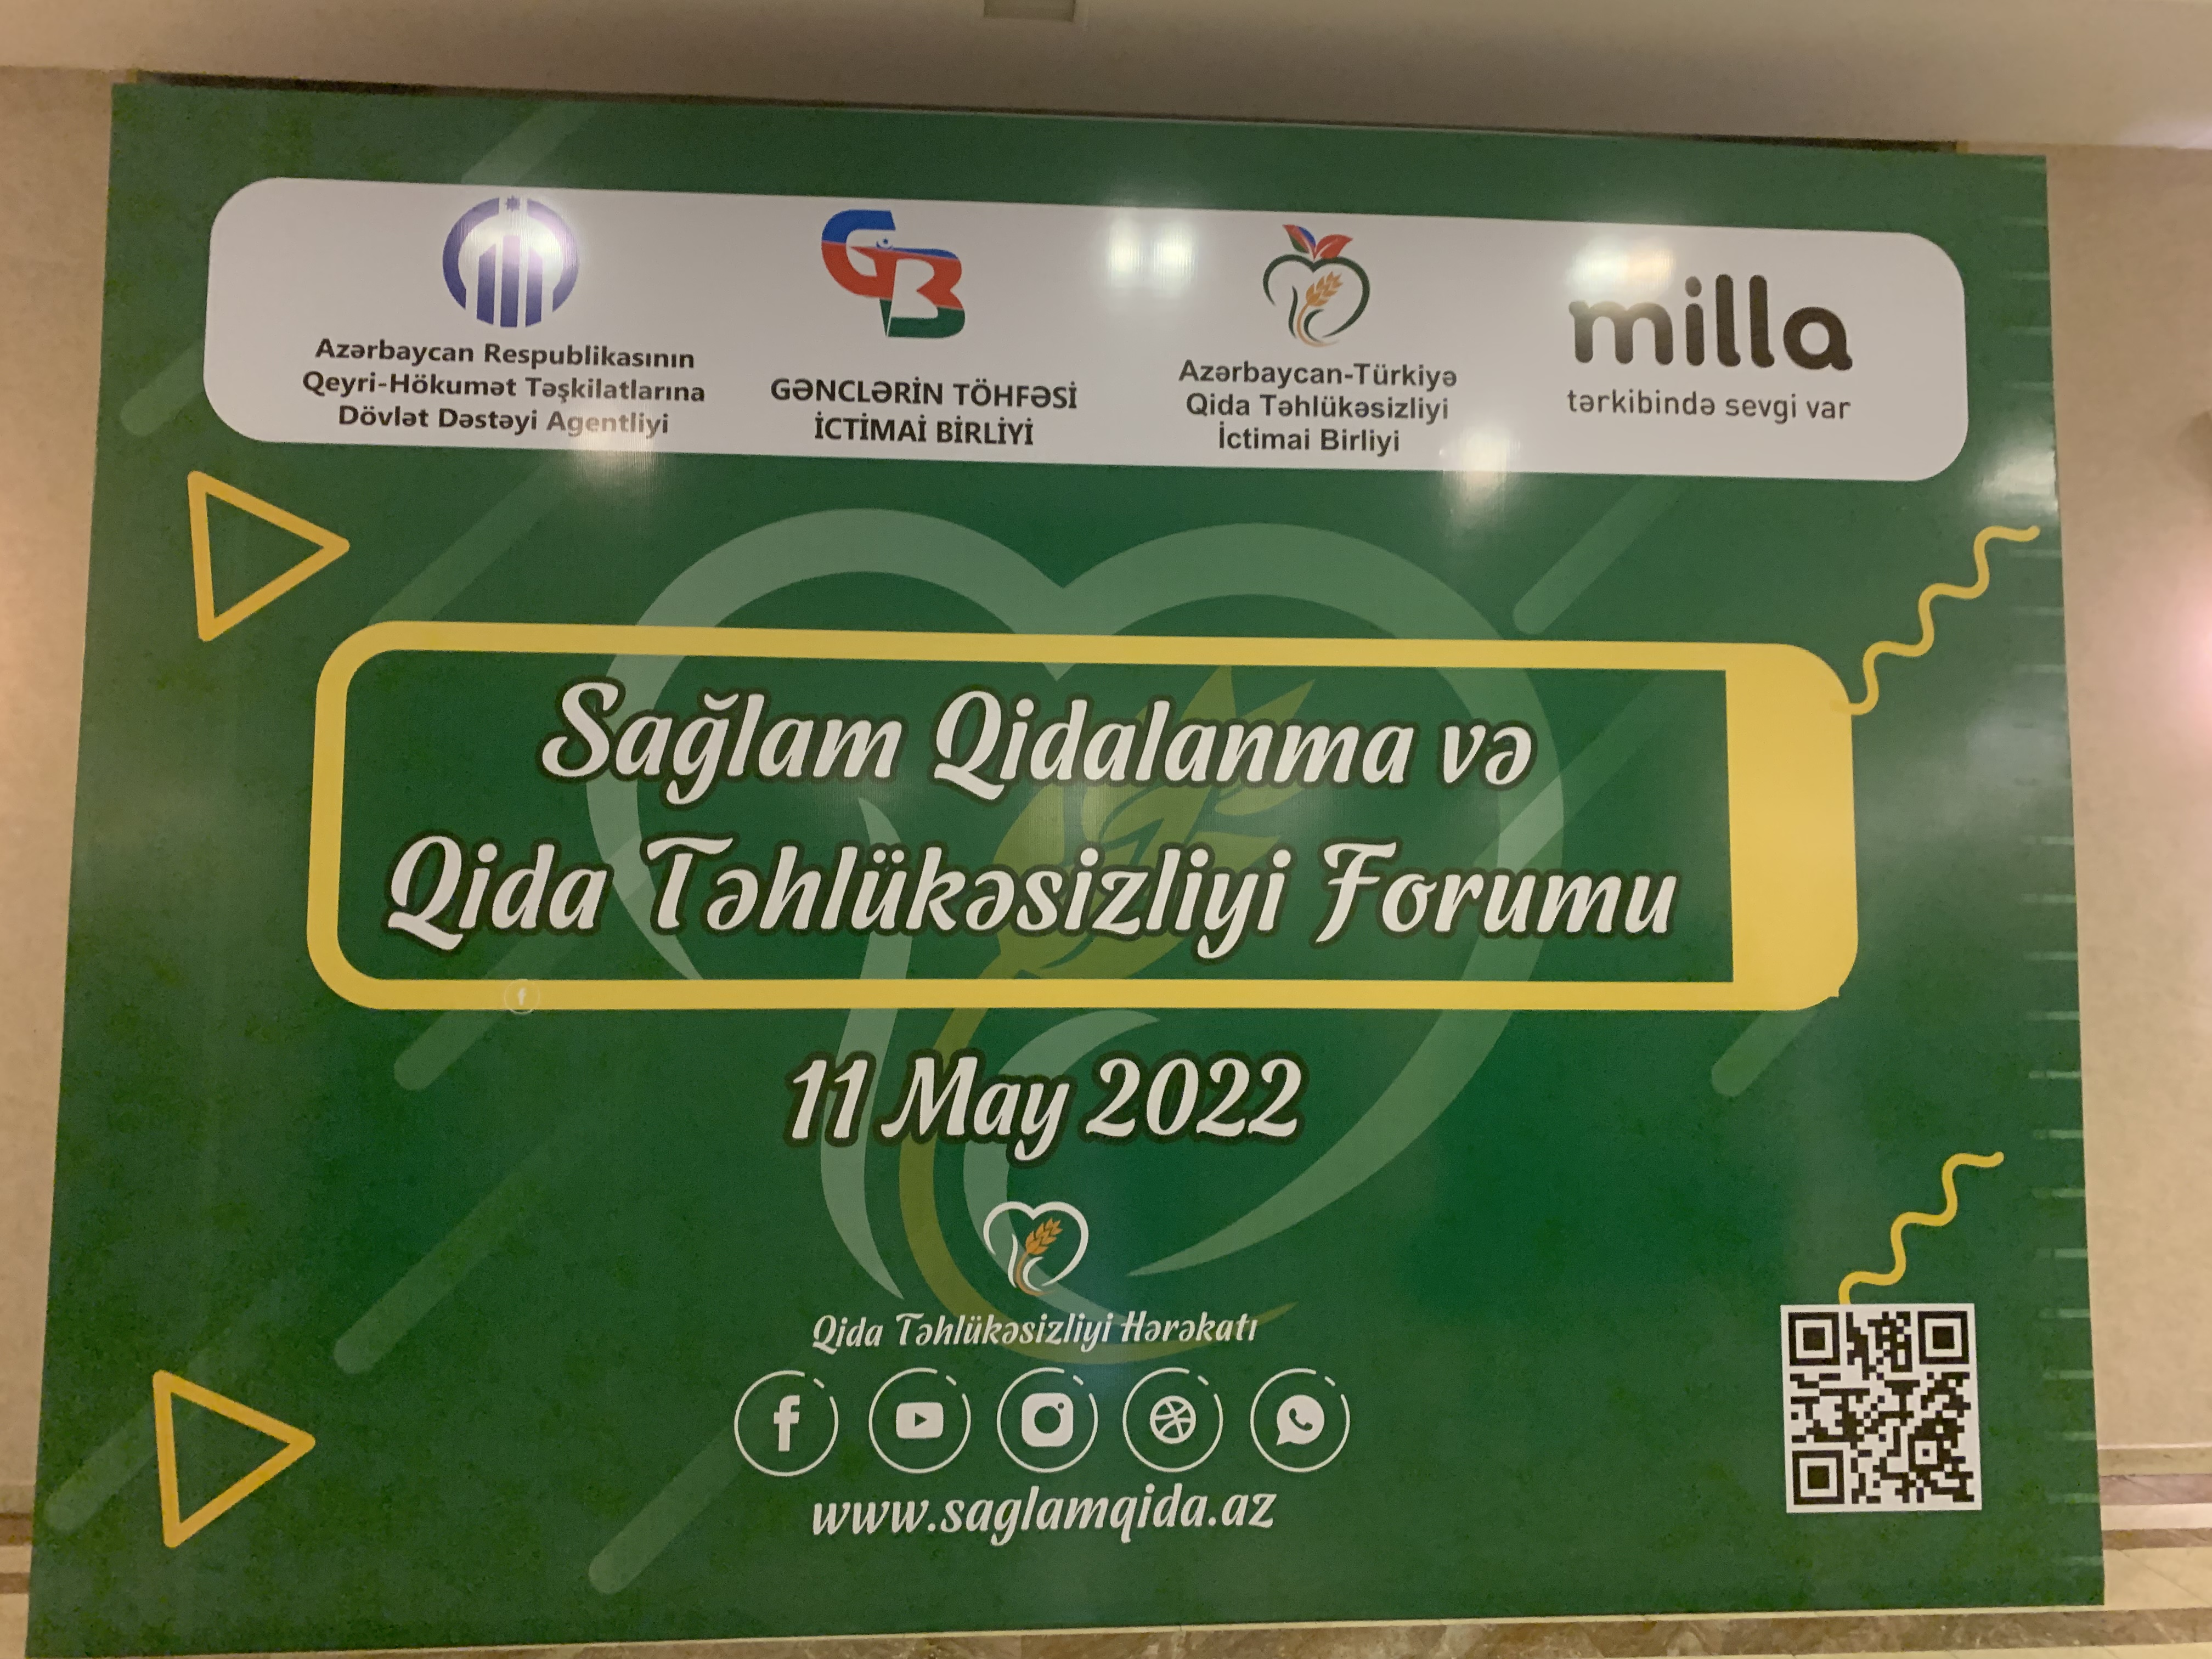 Azərbaycan Respublikasının
Qeyri-Hökumət Təşkilatlarına
Dövlət Dəstəyi Agentliyi
GB
GƏNCLƏRİN TÖHFƏSİ
İCTİMAİ BİRLİYİ
Azərbaycan-Türkiyə
Qida Təhlükəsizliyi
İctimai Birliyi
milla
tərkibində sevgi var
Sağlam Qidalanma və
Qida Təhlükəsizliyi Forumu
11 May 2022
Qida Təhlükəsizliyi Hərəkatı
www.saglamqida.az